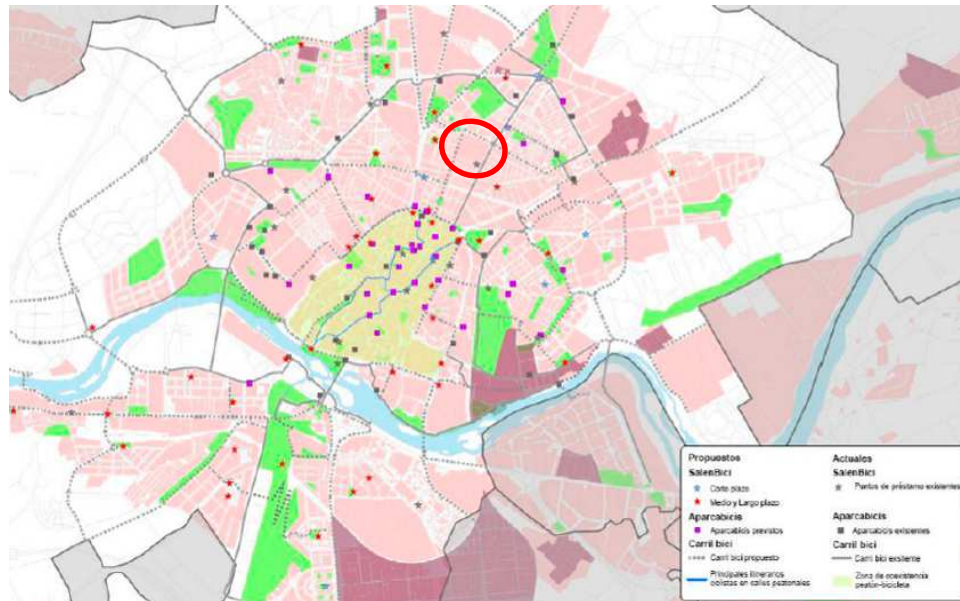 Propuestos
SalenBici
Corto plazo
Medio y Largo plazo
Aparcabicis
Aparcabicis previstos
Carril bici
Carril bici propuesto
Principales itinerarios
ciclistas en calles peatonales
Actuales
SalenBici
Puntos de préstamo existentes
Aparcabicis
Aparcabicis existentes
Carril bici
Carril bici existente
Zona de coexistencia
peatón-bicicleta